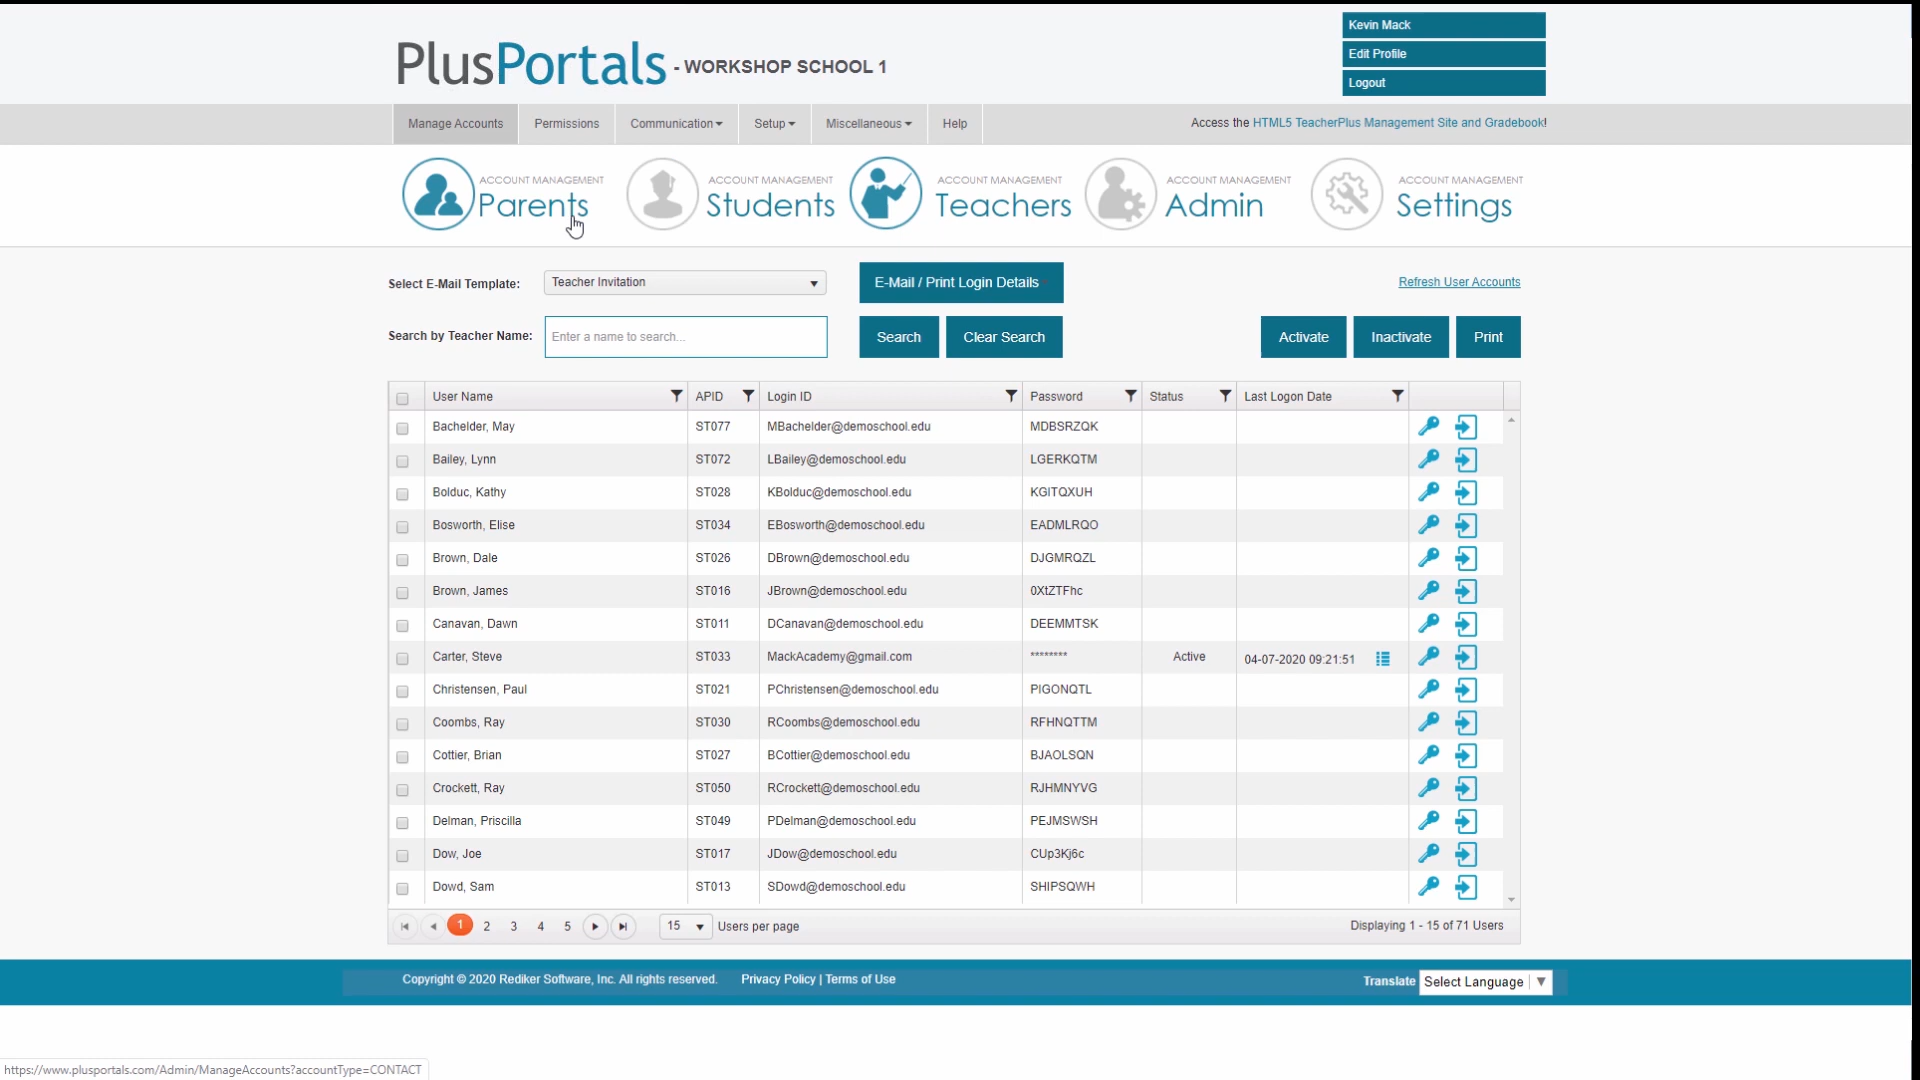 Kevin Mack
Edit Profile
Logout
PlusPortals - WORKSHOP SCHOOL 1
Manage Accounts Permissions Communication Setup Miscellaneous Help Access the HTML5 TeacherPlus Management Site and Gradebook!
ACCOUNT MANAGEMENT ACCOUNT MANAGEMENT ACCOUNT MANAGEMENT ACCOUNT MANAGEMENT ACCOUNT MANAGEMENT
Parents Students Teachers Admin Settings
Select E-Mail Template: Teacher Invitation E-Mail / Print Login Details Refresh User Accounts
Search by Teacher Name: Enter a name to search... Search Clear Search Activate Inactivate Print
User Name APID Login ID Password Status Last Logon Date
Bachelder, May ST077 MBachelder@demoschool.edu MDBSRZQK
Bailey, Lynn ST072 LBailey@demoschool.edu LGERKQTM
Bolduc, Kathy ST028 KBolduc@demoschool.edu KGITQXUH
Bosworth, Elise ST034 EBosworth@demoschool.edu EADMLRQO
Brown, Dale ST026 DBrown@demoschool.edu DJGMRQZL
Brown, James ST016 JBrown@demoschool.edu 0XtZTFhc
Canavan, Dawn ST011 DCanavan@demoschool.edu DEEMMTSK
Carter, Steve ST033 MackAcademy@gmail.com ******** Active 04-07-2020 09:21:51
Christensen, Paul ST021 PChristensen@demoschool.edu PIGONQTL
Coombs, Ray ST030 RCoombs@demoschool.edu RFHNQTTM
Cottier, Brian ST027 BCottier@demoschool.edu BJAOLSQN
Crockett, Ray ST050 RCrockett@demoschool.edu RJHMNYVG
Delman, Priscilla ST049 PDelman@demoschool.edu PEJMSWSH
Dow, Joe ST017 JDow@demoschool.edu CUp3Kj6c
Dowd, Sam ST013 SDowd@demoschool.edu SHIPSQWH
1 2 3 4 5 15 Users per page Displaying 1 - 15 of 71 Users
Copyright © 2020 Rediker Software, Inc. All rights reserved. Privacy Policy | Terms of Use Translate Select Language
https://www.plusportals.com/Admin/ManageAccounts?accountType=CONTACT